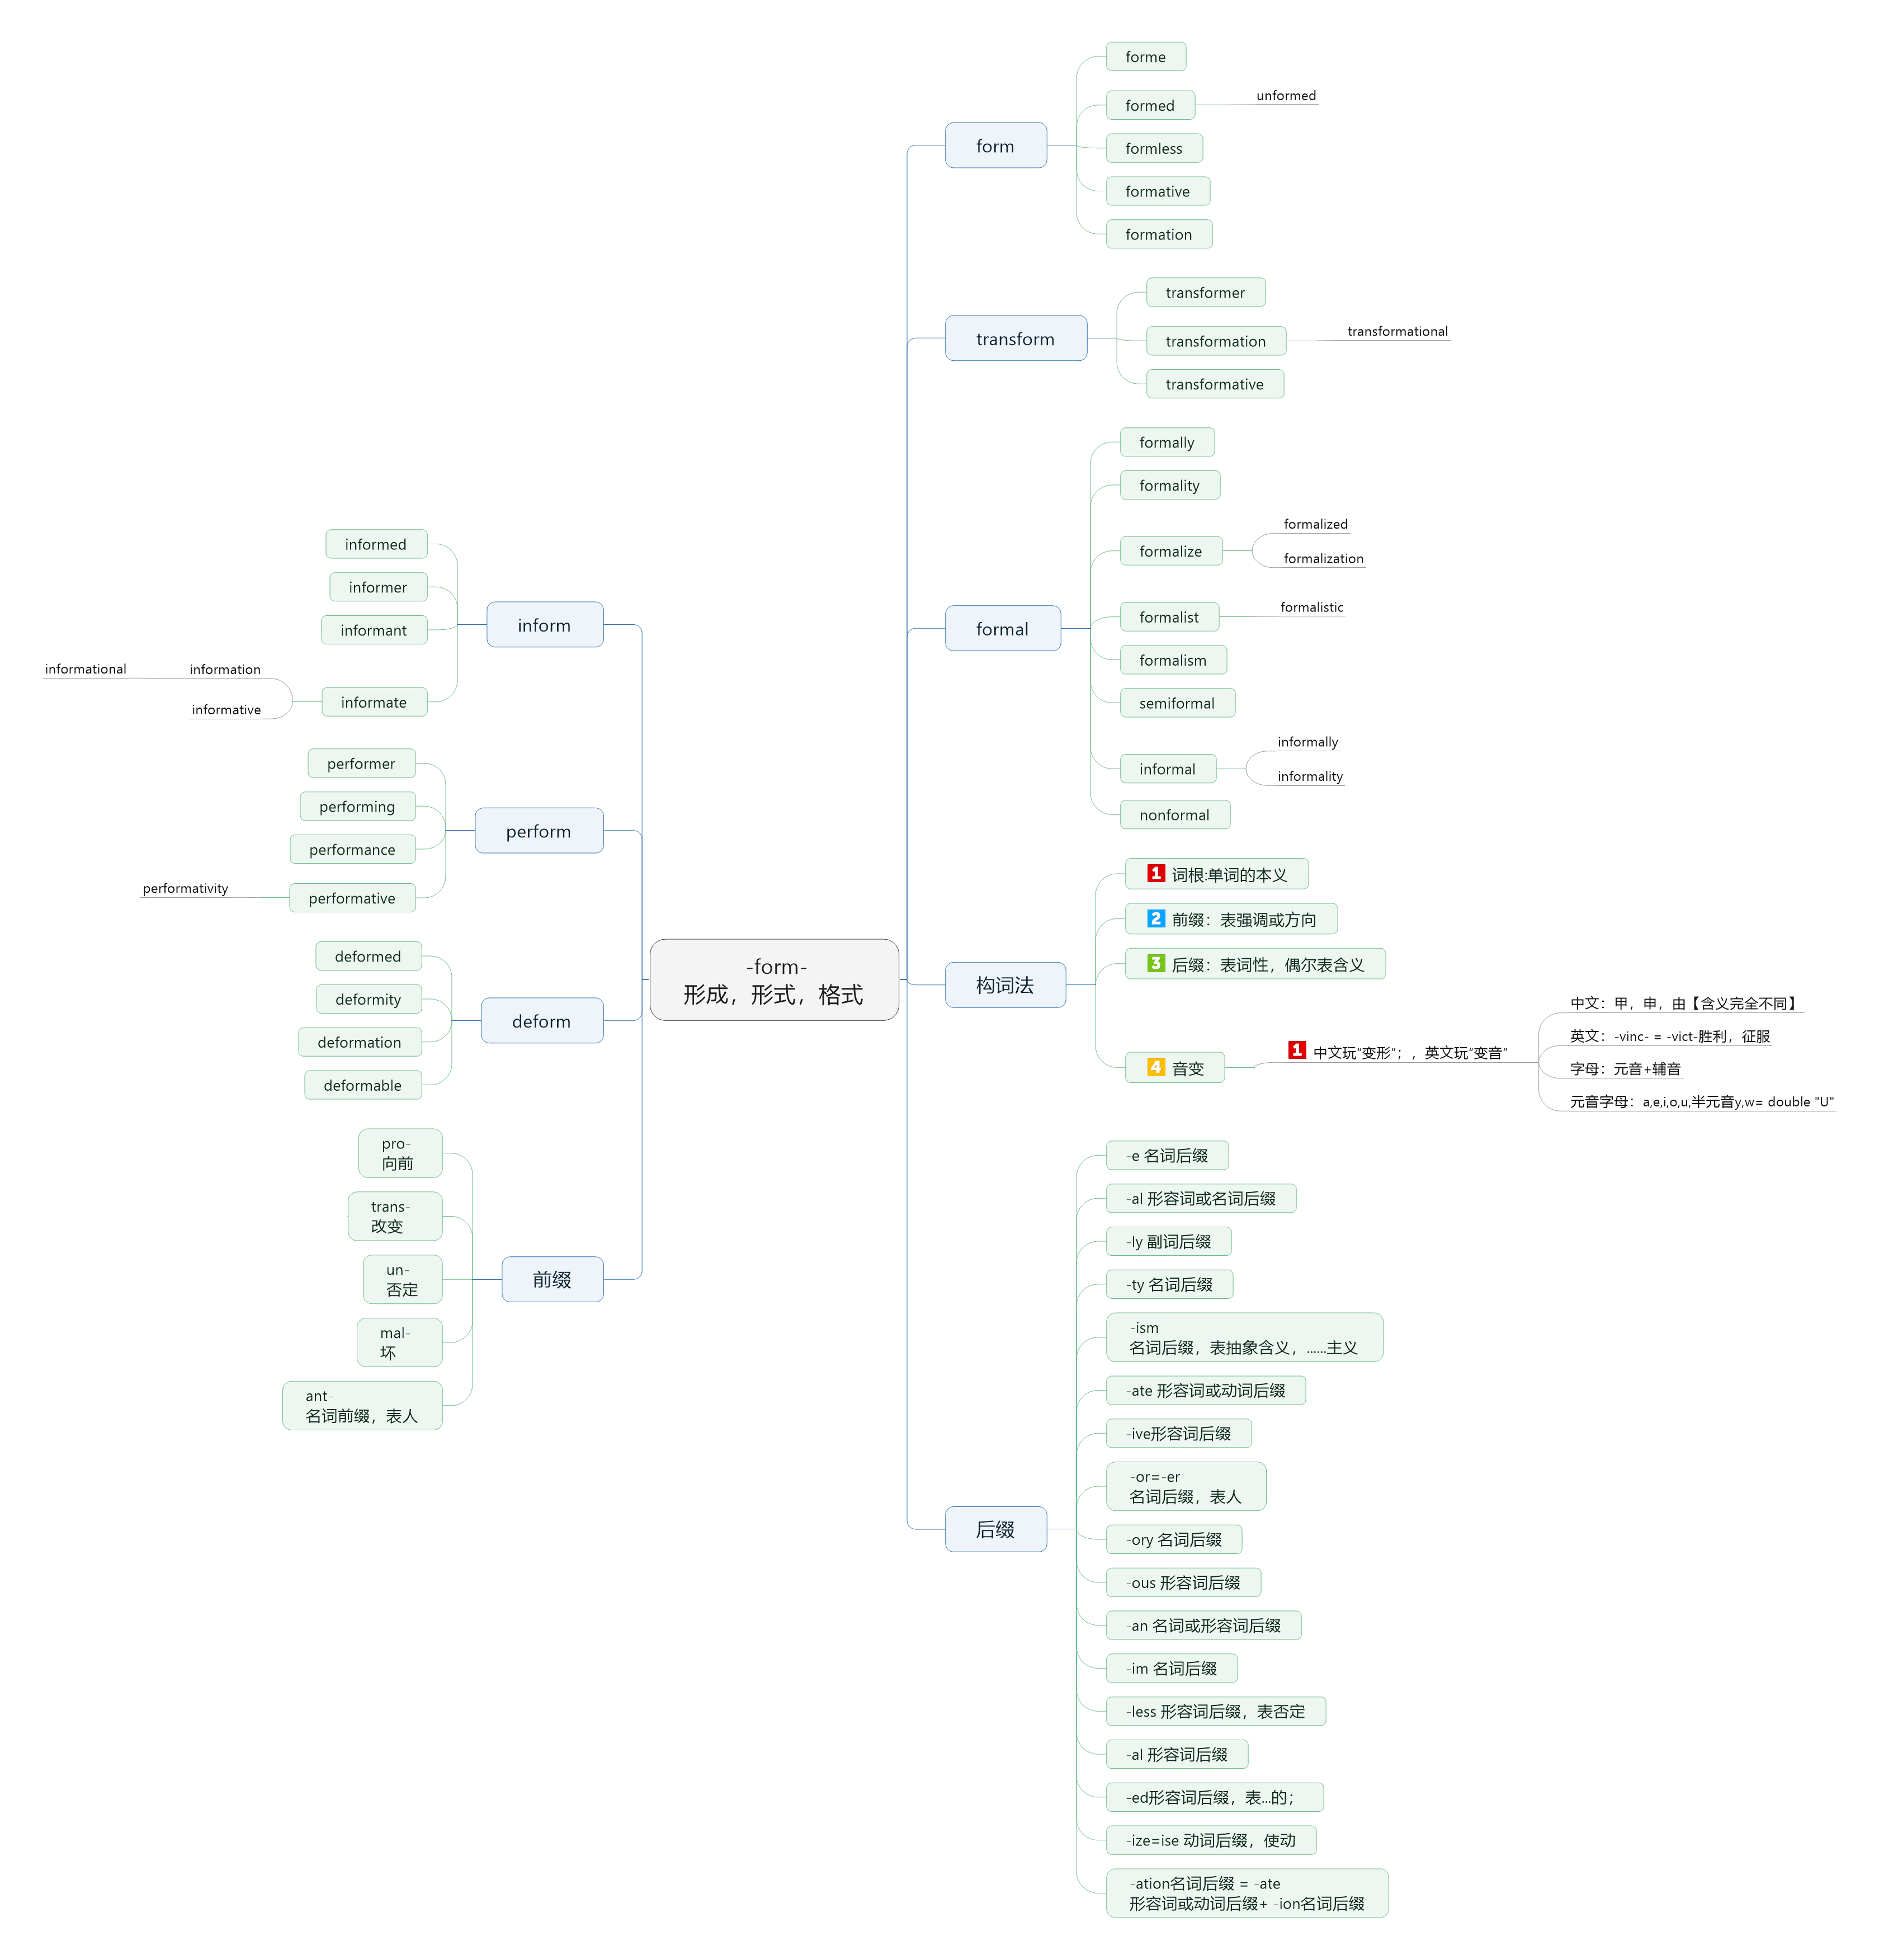 -form-
形成，形式，格式
form
forme
formed
unformed
formless
formative
formation
transform
transformer
transformation
transformational
transformative
formal
formally
formality
formalize
formalized
formalization
formalist
formalistic
formalism
semiformal
informal
informally
informality
nonformal
构词法
1 词根:单词的本义
2 前缀：表强调或方向
3 后缀：表词性，偶尔表含义
4 音变
1 中文玩“变形”；，英文玩“变音”
中文：甲，申，由【含义完全不同】
英文：-vinc- = -vict-胜利，征服
字母：元音+辅音
元音字母：a,e,i,o,u,半元音y,w= double "U"
后缀
-e 名词后缀
-al 形容词或名词后缀
-ly 副词后缀
-ty 名词后缀
-ism
名词后缀，表抽象含义，......主义
-ate 形容词或动词后缀
-ive形容词后缀
-or=-er
名词后缀，表人
-ory 名词后缀
-ous 形容词后缀
-an 名词或形容词后缀
-im 名词后缀
-less 形容词后缀，表否定
-al 形容词后缀
-ed形容词后缀，表...的；
-ize=ise 动词后缀，使动
-ation名词后缀 = -ate
形容词或动词后缀+ -ion名词后缀
inform
informed
informer
informant
informate
information
informational
informative
perform
performer
performing
performance
performative
performativity
deform
deformed
deformity
deformation
deformable
前缀
pro-
向前
trans-
改变
un-
否定
mal-
坏
ant-
名词前缀，表人